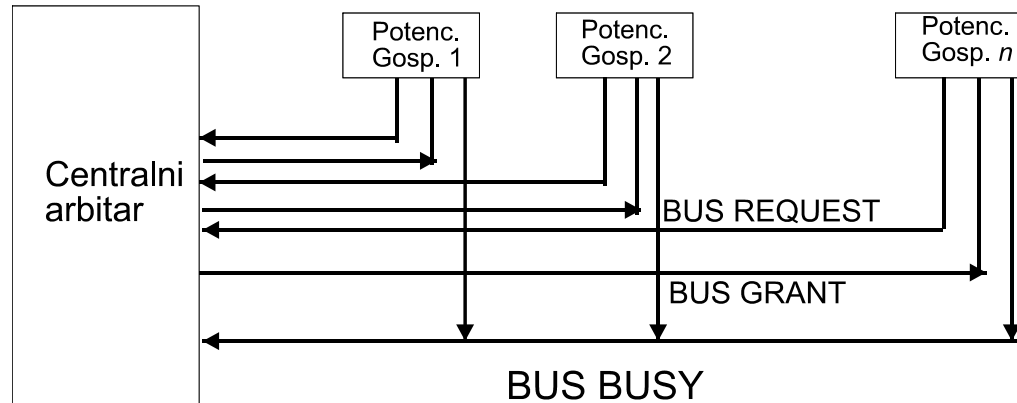 Potenc.
Gosp. 1
Potenc.
Gosp. 2
Potenc.
Gosp. n
Centralni
arbitar
BUS REQUEST
BUS GRANT
BUS BUSY